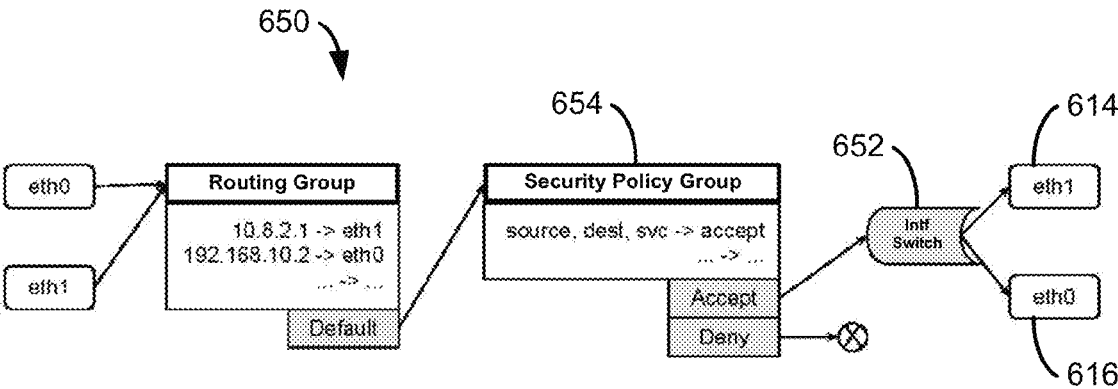 650
654
614
652
eth0
Routing Group
Security Policy Group
eth1
10.8.2.1 -> eth1
192.168.10.2 -> eth0
... -> ...
source, dest, svc -> accept
... -> ...
Intf
Switch
eth1
Accept
eth0
Default
Deny
X
616